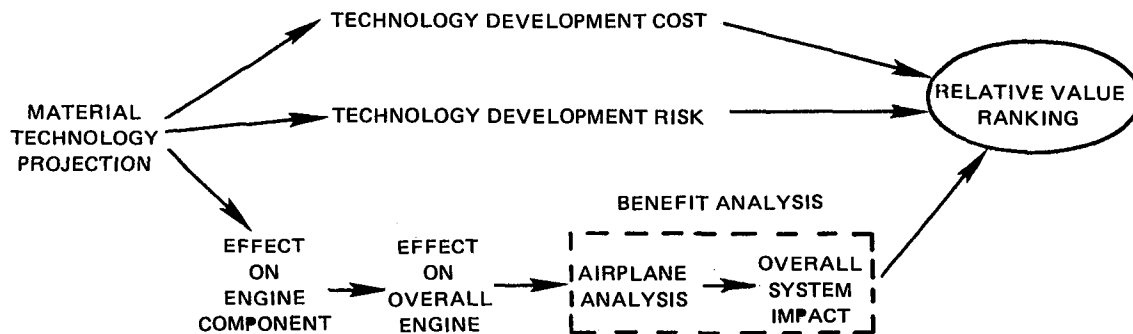 TECHNOLOGY DEVELOPMENT COST
MATERIAL
TECHNOLOGY
PROJECTION
TECHNOLOGY DEVELOPMENT RISK
RELATIVE VALUE
RANKING
BENEFIT ANALYSIS
EFFECT
ON
ENGINE
COMPONENT
EFFECT
ON
OVERALL
ENGINE
AIRPLANE
ANALYSIS
OVERALL
SYSTEM
IMPACT